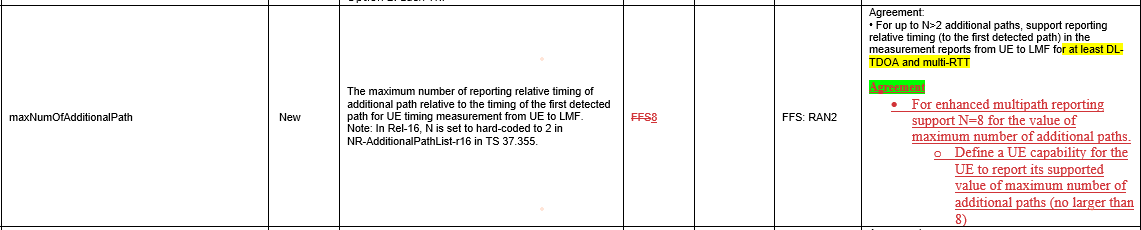 maxNumOfAdditionalPath
New
The maximum number of reporting relative timing of
additional path relative to the timing of the first detected
path for UE timing measurement from UE to LMF.
Note: In Rel-16, N is set to hard-coded to 2 in
NR-AdditionalPathList-r16 in TS 37.355.
FFS8
FFS: RAN2
Agreement:
• For up to N>2 additional paths, support reporting
relative timing (to the first detected path) in the
measurement reports from UE to LMF for at least DL-
TDOA and multi-RTT
Agreement
• For enhanced multipath reporting
support N=8 for the value of
maximum number of additional paths.
o Define a UE capability for the
UE to report its supported
value of maximum number of
additional paths (no larger than
8)